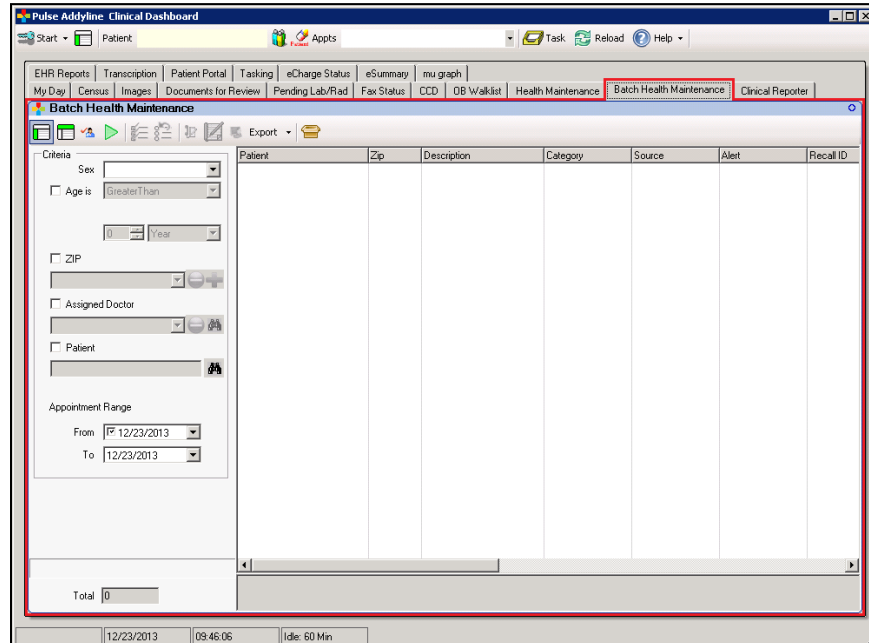 Pulse Addyline Clinical Dashboard
Start Patient Appts Task Reload Help
EHR Reports Transcription Patient Portal Tasking eCharge Status eSummary mu graph
My Day Census Images Documents for Review Pending Lab/Rad Fax Status CCD OB Walklist Health Maintenance Batch Health Maintenance Clinical Reporter
Batch Health Maintenance
Export
Criteria Patient Zip Description Category Source Alert Recall ID
Sex
Age is GreaterThan
0 Year
ZIP
Assigned Doctor
Patient
Appointment Range
From 12/23/2013
To 12/23/2013
Total 0
12/23/2013 09:46:06 Idle: 60 Min